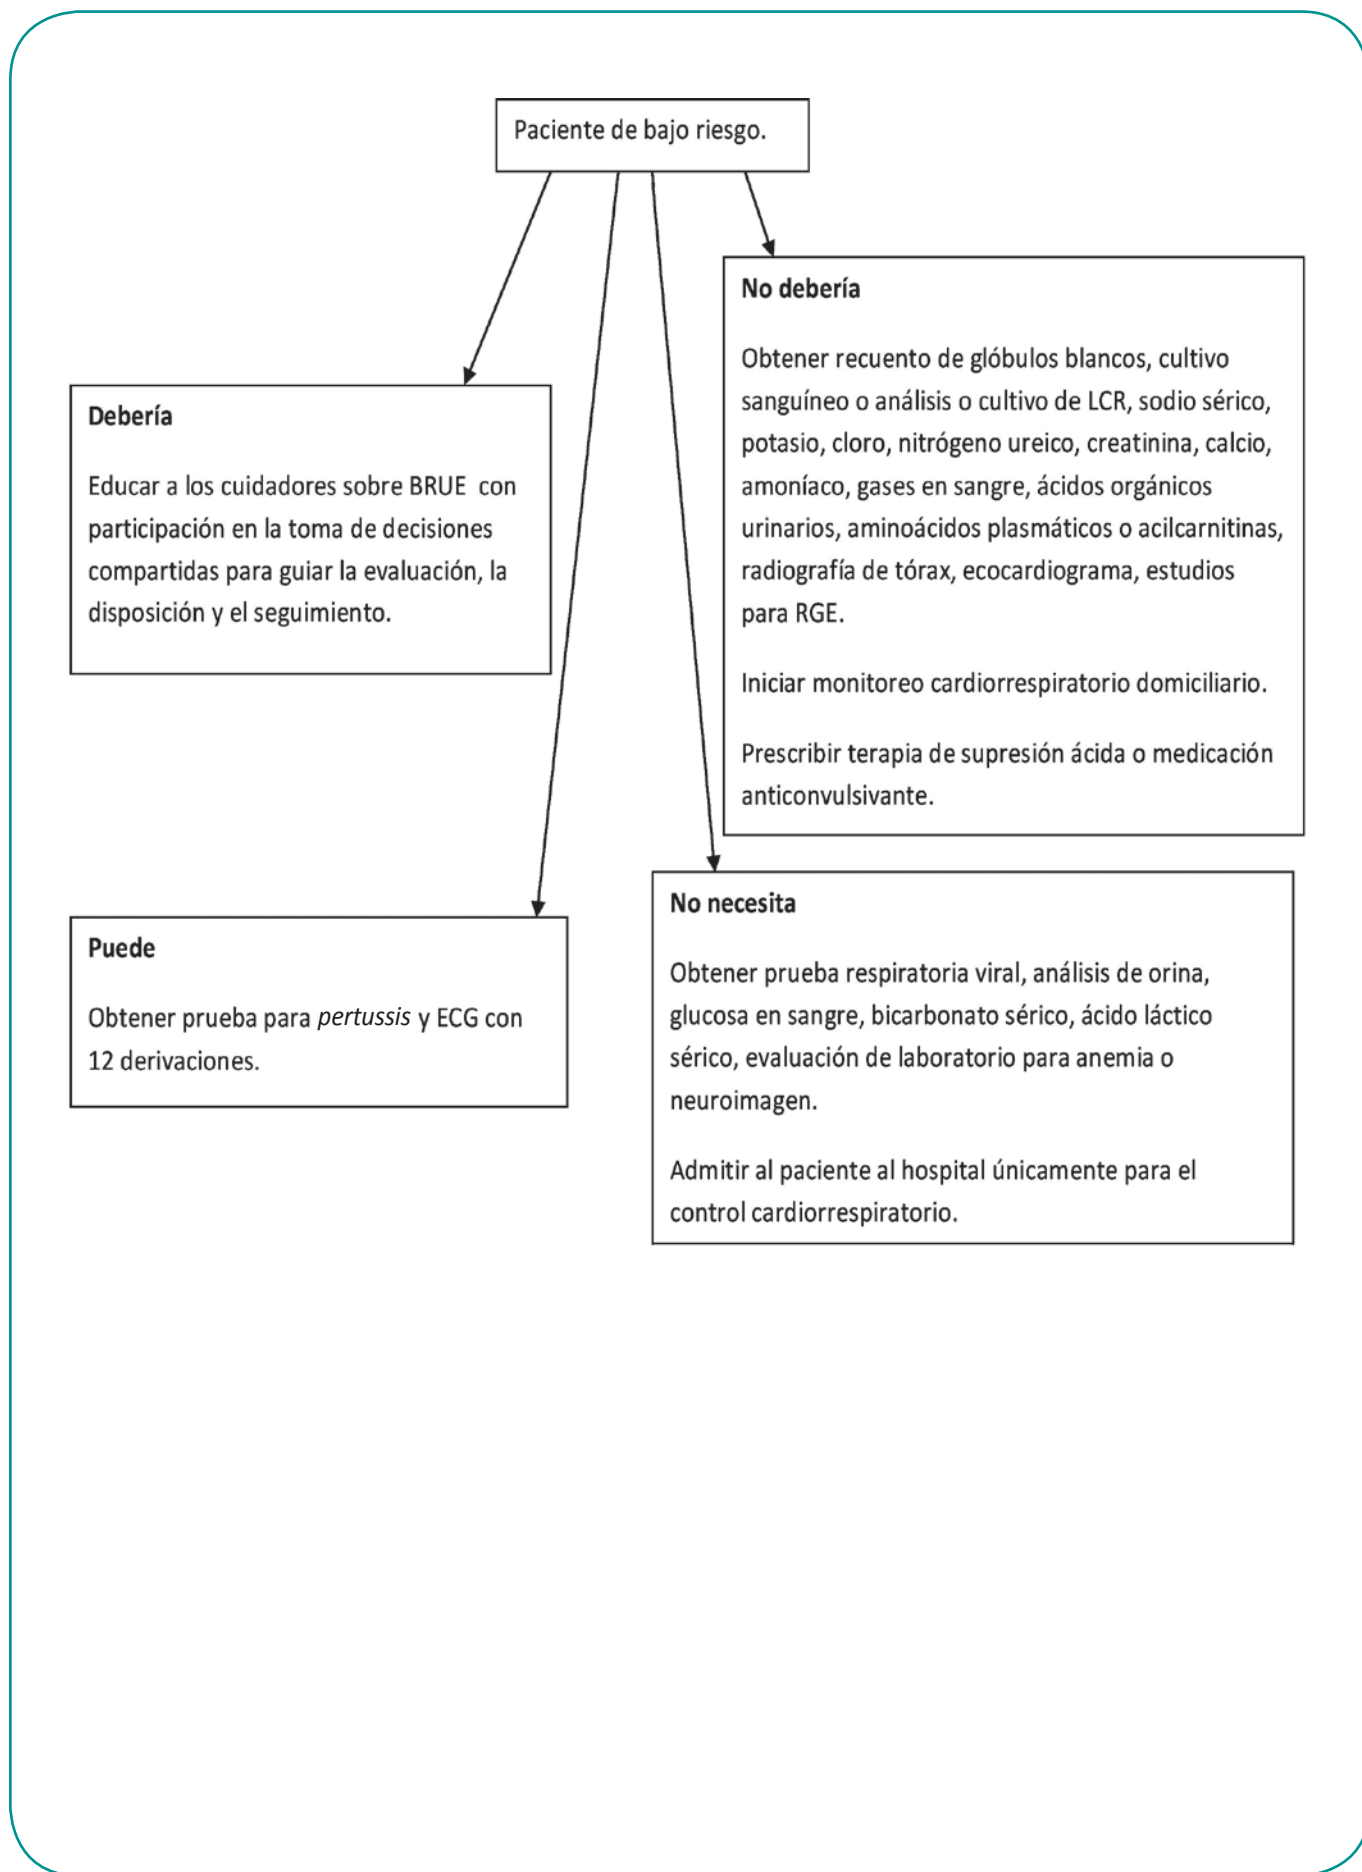 Paciente de bajo riesgo.
Debería
Educar a los cuidadores sobre BRUE con
participación en la toma de decisiones
compartidas para guiar la evaluación, la
disposición y el seguimiento.
No debería
Obtener recuento de glóbulos blancos, cultivo
sanguíneo o análisis o cultivo de LCR, sodio sérico,
potasio, cloro, nitrógeno ureico, creatinina, calcio,
amoníaco, gases en sangre, ácidos orgánicos
urinarios, aminoácidos plasmáticos o acilcarnitinas,
radiografía de tórax, ecocardiograma, estudios
para RGE.
Iniciar monitoreo cardiorrespiratorio domiciliario.
Prescribir terapia de supresión ácida o medicación
anticonvulsivante.
Puede
Obtener prueba para pertussis y ECG con
12 derivaciones.
No necesita
Obtener prueba respiratoria viral, análisis de orina,
glucosa en sangre, bicarbonato sérico, ácido láctico
sérico, evaluación de laboratorio para anemia o
neuroimagen.
Admitir al paciente al hospital únicamente para el
control cardiorrespiratorio.